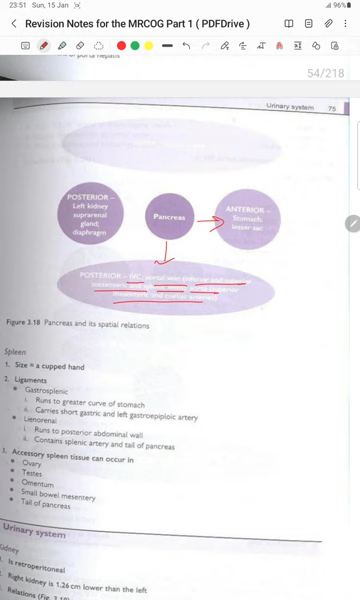 23:51 Sun, 15 Jan
96%
Revision Notes for the MRCOG Part 1 ( PDFDrive )
54/218
Urinary system 75
POSTERIOR –
Left kidney
suprarenal
gland;
diaphragm
Pancreas
ANTERIOR –
Stomach;
lesser sac
POSTERIOR – IVC;
Figure 3.18 Pancreas and its spatial relations
Spleen
1. Size = a cupped hand
2. Ligaments
• Gastrosplenic
i. Runs to greater curve of stomach
ii. Carries short gastric and left gastroepiploic artery
• Lienorenal
i. Runs to posterior abdominal wall
ii. Contains splenic artery and tail of pancreas
3. Accessory spleen tissue can occur in
• Ovary
• Testes
• Omentum
• Small bowel mesentery
• Tail of pancreas
Urinary system
Kidney
Is retroperitoneal
Right kidney is 1.26 cm lower than the left
Relations (Fig.